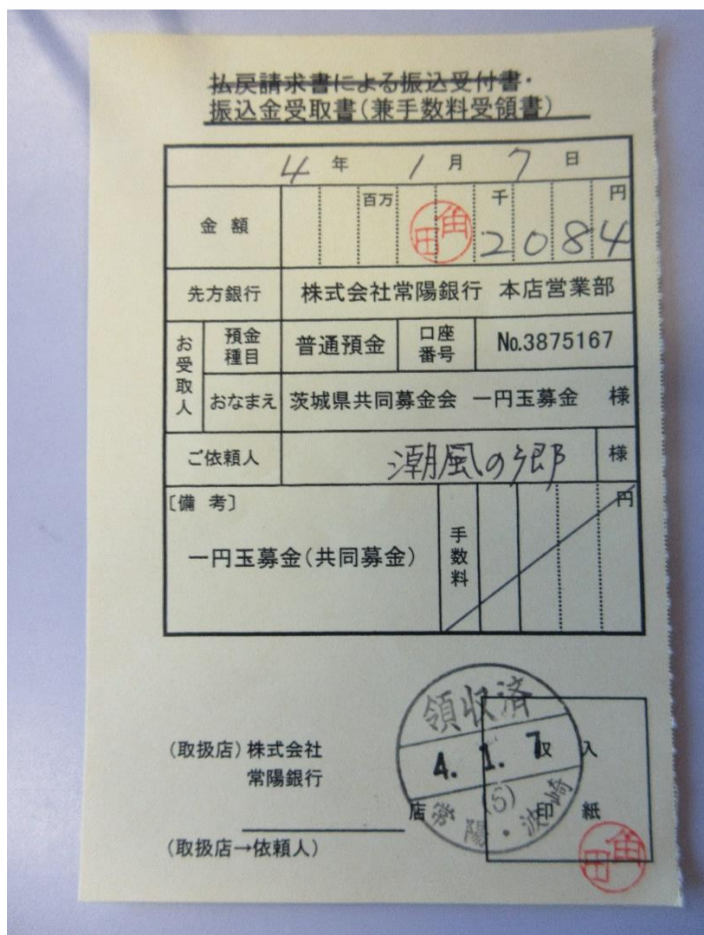 払戻請求書による振込受付書・
振込金受取書(兼手数料受領書)
4 年 1 月 7 日
金 額 百万 千 円
角田
2084
先方銀行 株式会社常陽銀行 本店営業部
お受取人 預金種目 普通預金 口座番号 No.3875167
おなまえ 茨城県共同募金会 一円玉募金 様
ご依頼人 潮風の郷 様
[備 考] 手数料 円
一円玉募金(共同募金)
領収済
(取扱店) 株式会社
4. 1. 7
収 入
常陽銀行
(5)
店
印 紙
常陽・波崎
(取扱店→依頼人)
角田